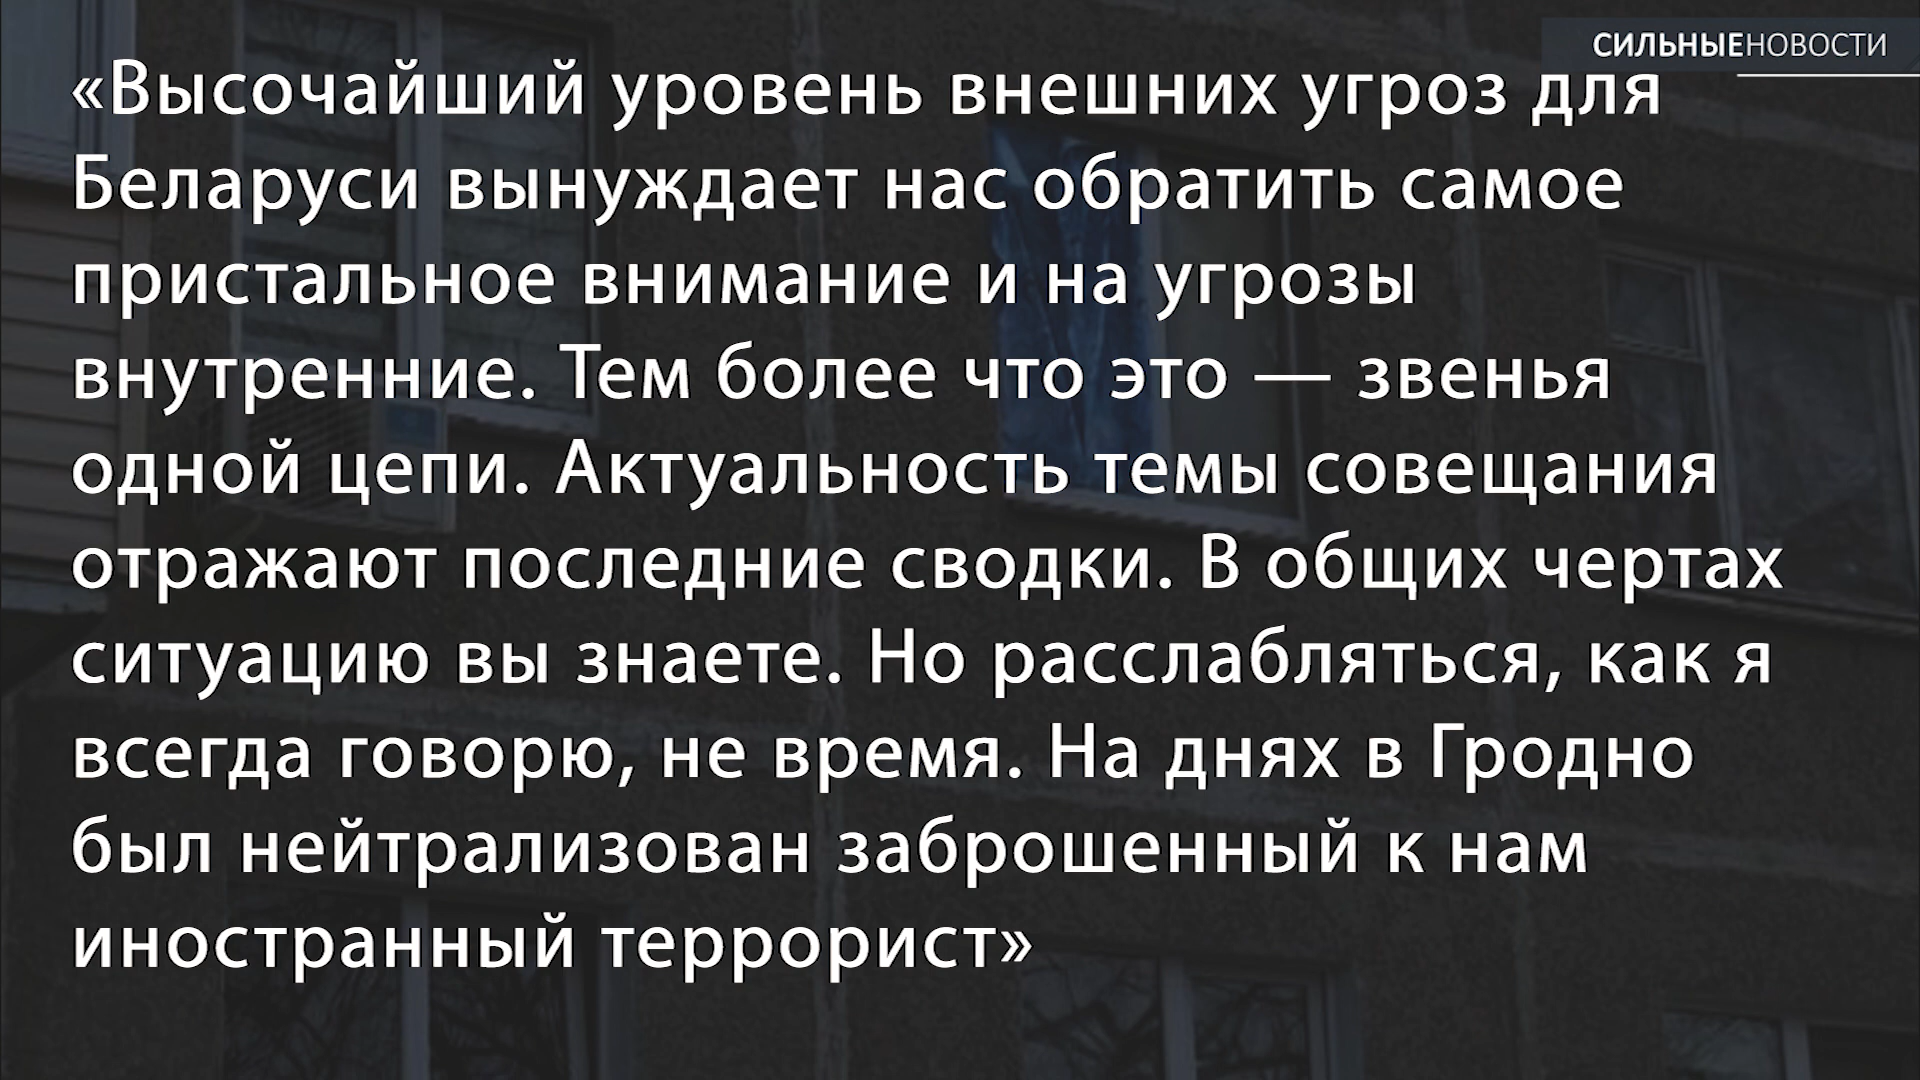 СИЛЬНЫЕНОВОСТИ
«Высочайший уровень внешних угроз для
Беларуси вынуждает нас обратить самое
пристальное внимание и на угрозы
внутренние. Тем более что это — звенья
одной цепи. Актуальность темы совещания
отражают последние сводки. В общих чертах
ситуацию вы знаете. Но расслабляться, как я
всегда говорю, не время. На днях в Гродно
был нейтрализован заброшенный к нам
иностранный террорист»